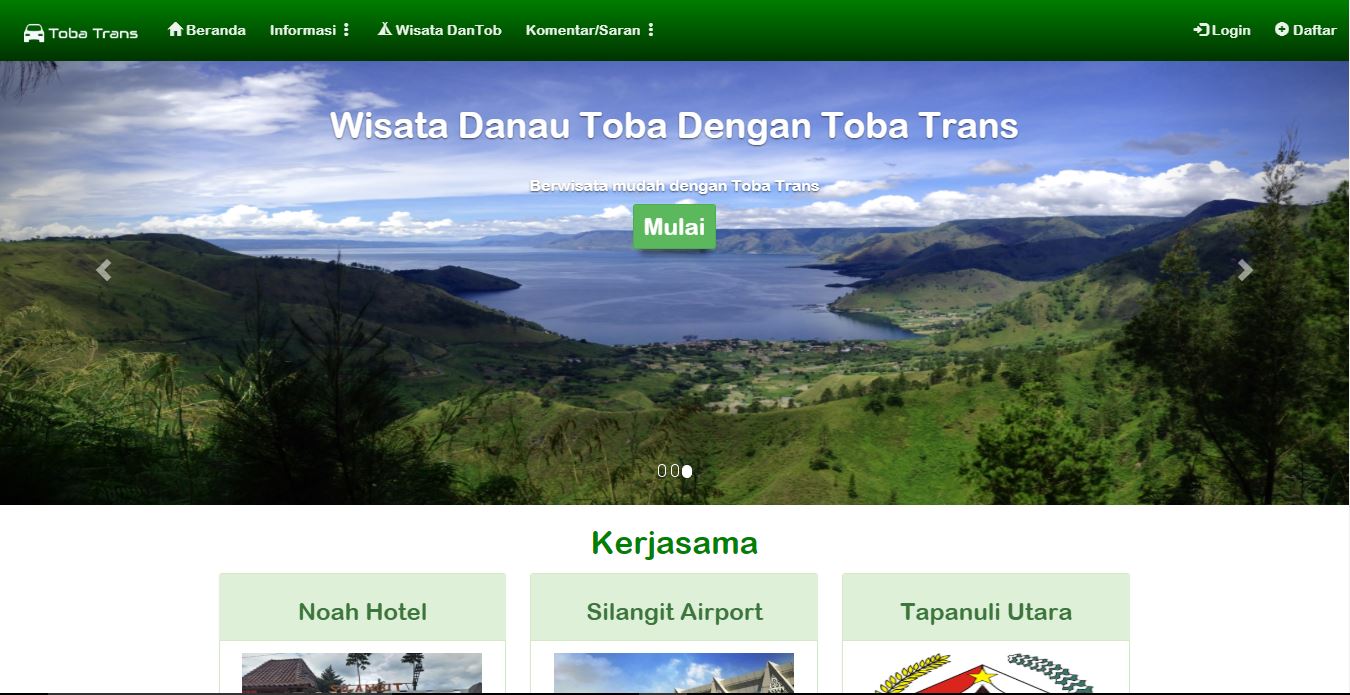 Toba Trans Beranda Informasi Wisata DanTob Komentar/Saran Login Daftar
Wisata Danau Toba Dengan Toba Trans
Berwisata mudah dengan Toba Trans
Mulai
Kerjasama
Noah Hotel Silangit Airport Tapanuli Utara